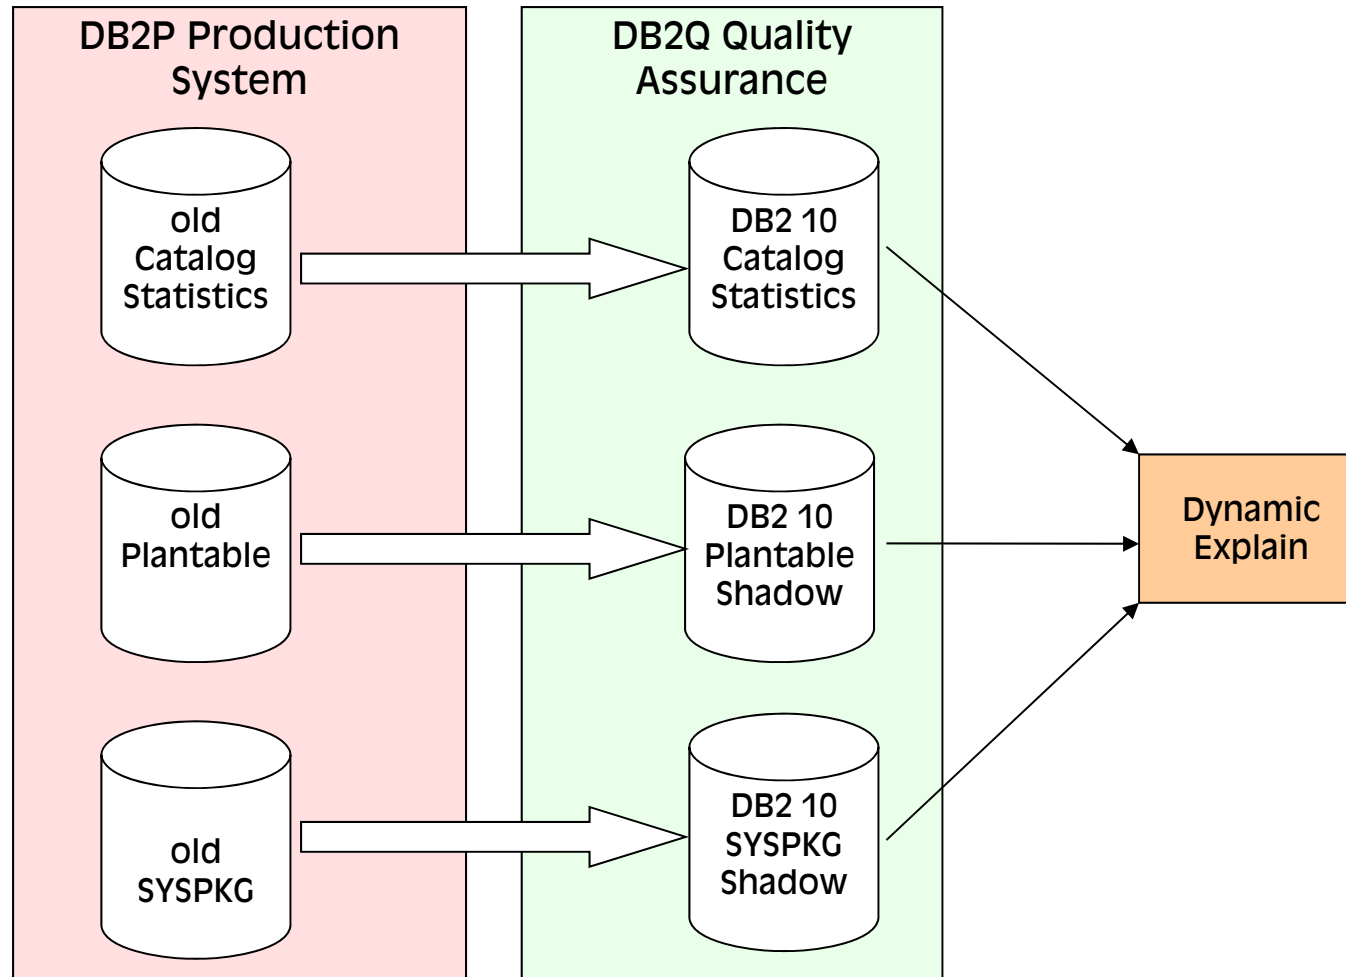 DB2P Production
System
DB2Q Quality
Assurance
old
Catalog
Statistics
DB2 10
Catalog
Statistics
old
Plantable
DB2 10
Plantable
Shadow
Dynamic
Explain
old
SYSPKG
DB2 10
SYSPKG
Shadow